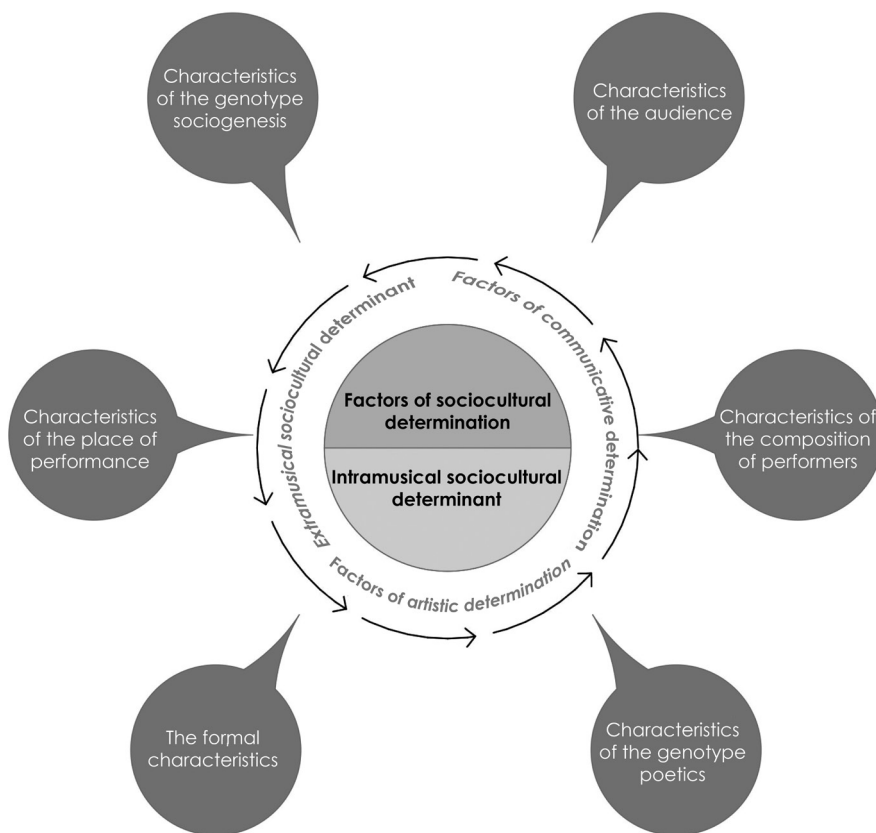 Characteristics
of the genotype
sociogenesis
Characteristics
of the audience
Extramusical sociocultural determinant
Factors of communicative determination
Factors of sociocultural
determination
Intramusical sociocultural
determinant
Factors of artistic determination
Characteristics
of the place of
performance
Characteristics of
the composition
of performers
The formal
characteristics
Characteristics
of the genotype
poetics